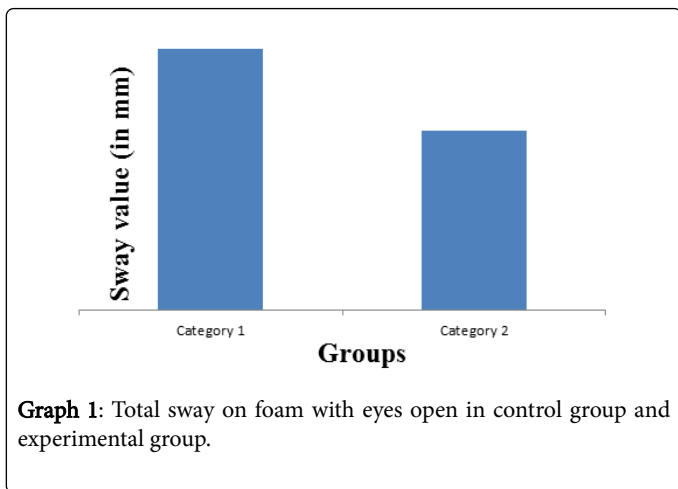 Sway value (in mm)
Category 1
Category 2
Groups
Graph 1: Total sway on foam with eyes open in control group and
experimental group.